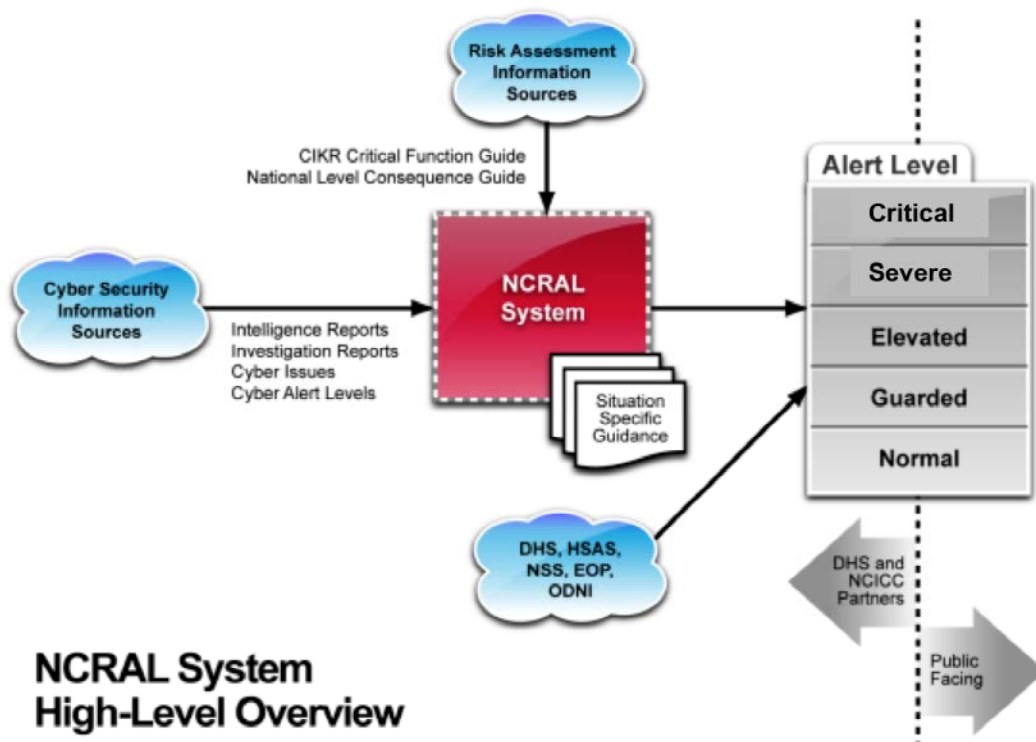 Risk Assessment
Information
Sources
CIKR Critical Function Guide
National Level Consequence Guide
Alert Level
Critical
Severe
Elevated
Guarded
Normal
NCRAL
System
Cyber Security
Information
Sources
Intelligence Reports
Investigation Reports
Cyber Issues
Cyber Alert Levels
Situation
Specific
Guidance
DHS, HSAS,
NSS, EOP,
ODNI
DHS and
NCICC
Partners
Public
Facing
NCRAL System
High-Level Overview